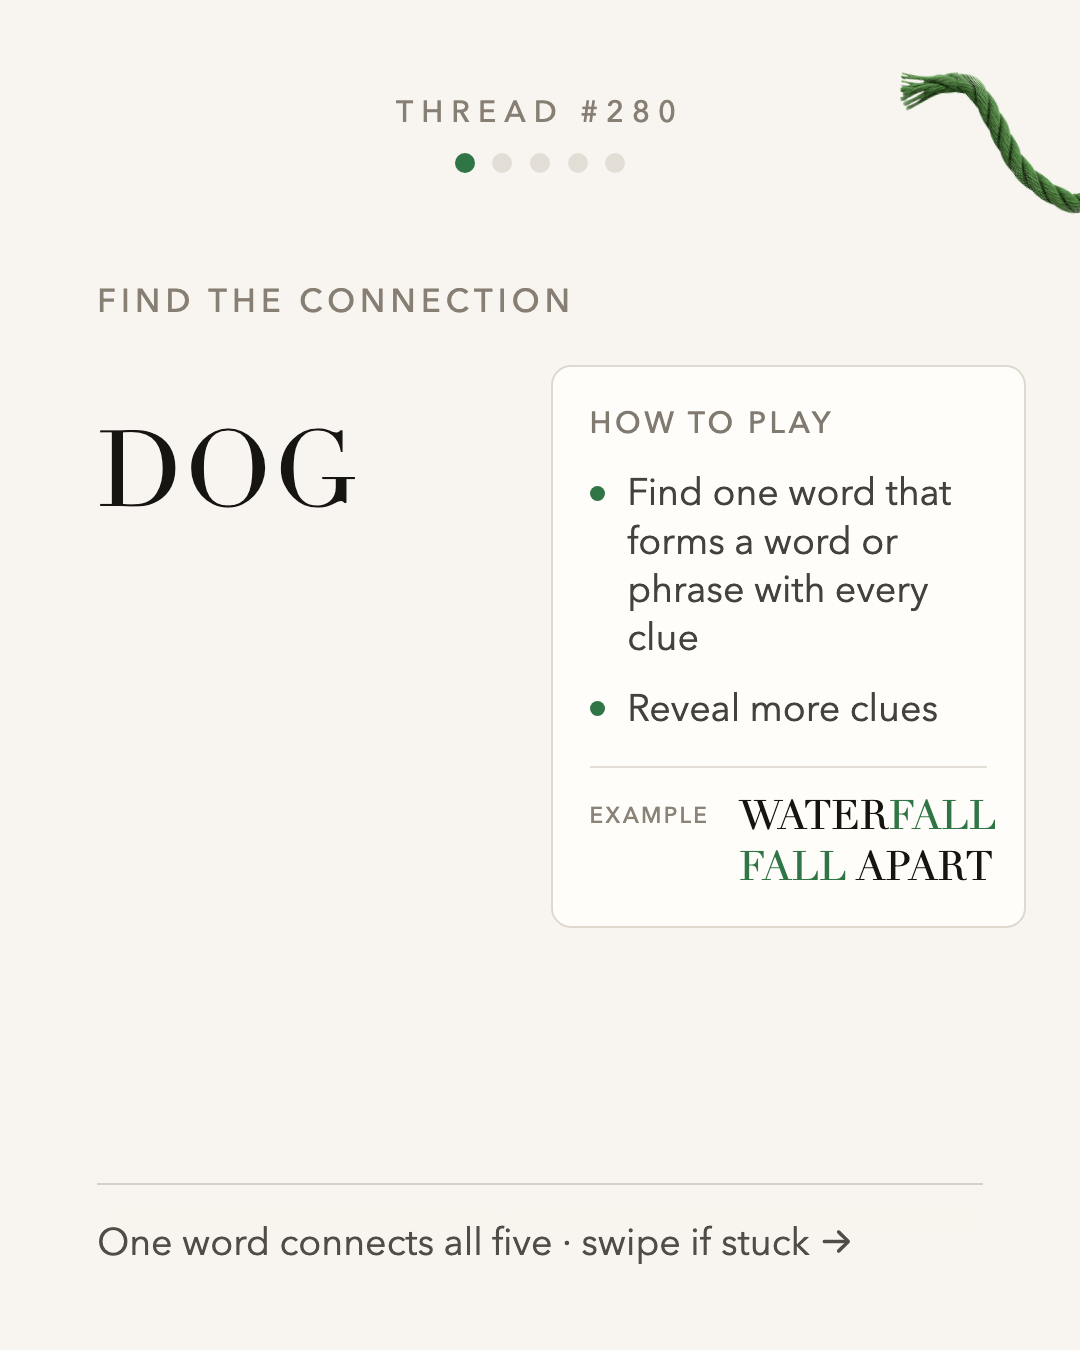 THREAD #280
FIND THE CONNECTION
DOG
HOW TO PLAY
Find one word that
forms a word or
phrase with every
clue
Reveal more clues
EXAMPLE WATERFALL
FALL APART
One word connects all five · swipe if stuck →